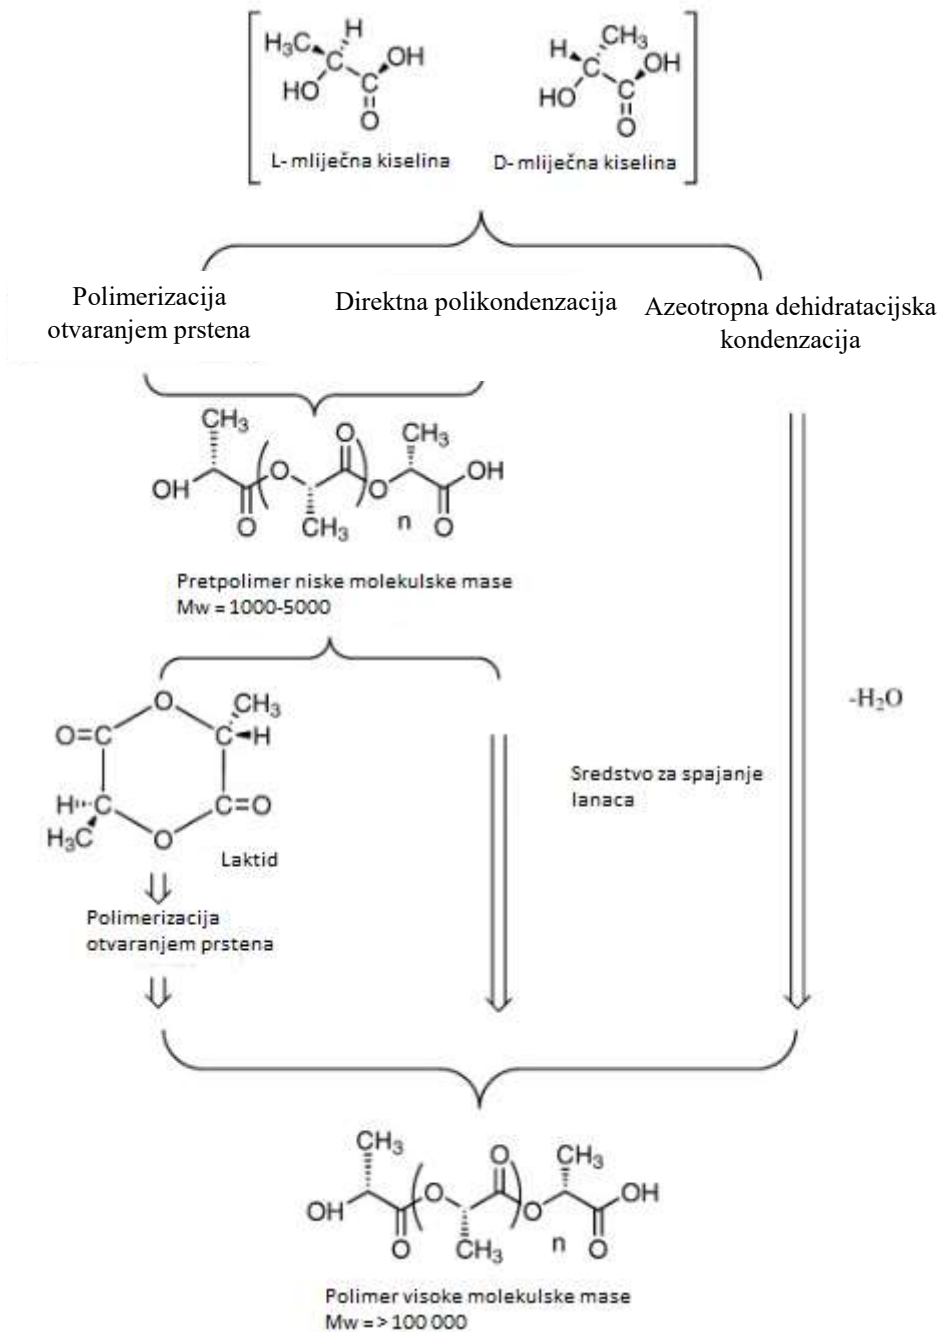 H₃C H
C OH
HO C
O
L- mliječna kiselina
H CH₃
C OH
HO C
O
D- mliječna kiselina
Polimerizacija
otvaranjem prstena
Direktna polikondenzacija
Azeotropna dehidratacijska
kondenzacija
CH₃ O CH₃
OH O O OH
O CH₃ n O
Pretpolimer niske molekulske mase
Mw = 1000-5000
O CH₃
O=C C H
H C C=O
H₃C O
Laktid
Polimerizacija
otvaranjem prstena
Sredstvo za spajanje
lanaca
-H₂O
CH₃ O CH₃
OH O O OH
O CH₃ n O
Polimer visoke molekulske mase
Mw = > 100 000